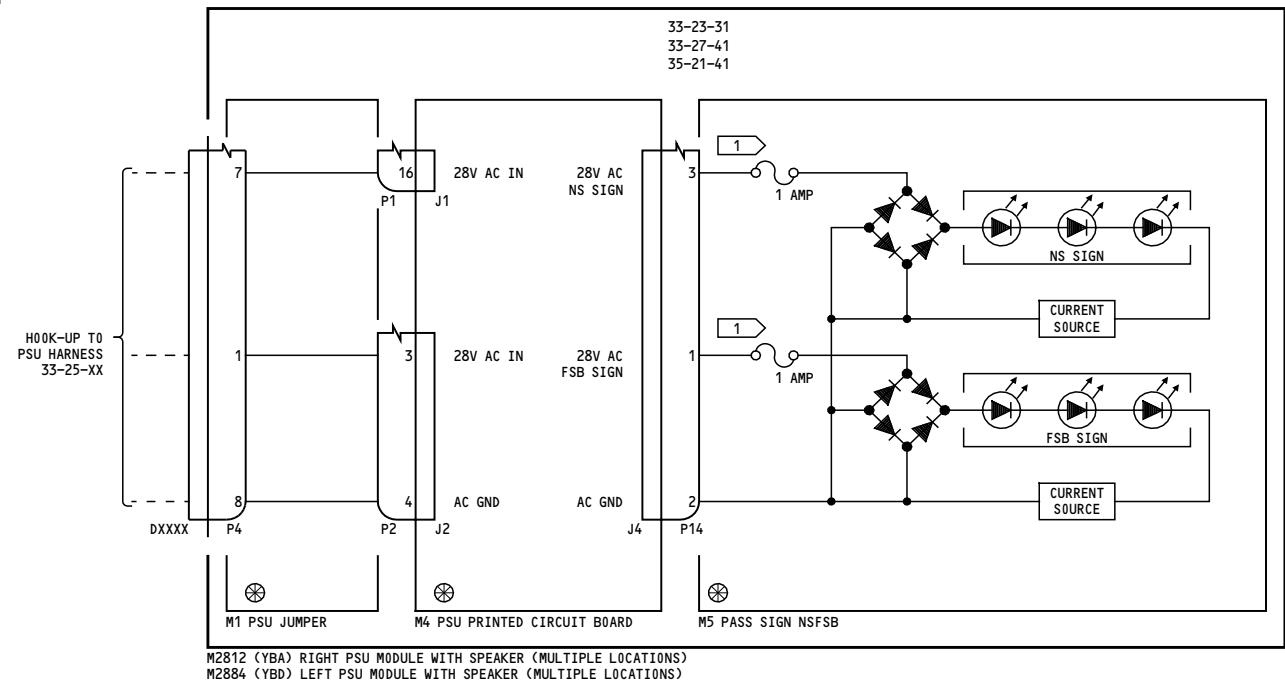 33-23-31
33-27-41
35-21-41
1
7
16
28V AC IN
28V AC
NS SIGN
3
1 AMP
P1
J1
NS SIGN
CURRENT
SOURCE
1
HOOK-UP TO
PSU HARNESS
33-25-XX
1
3
28V AC IN
28V AC
FSB SIGN
1
1 AMP
FSB SIGN
CURRENT
SOURCE
8
4
AC GND
AC GND
2
DXXXX
P4
P2
J2
J4
P14
M1 PSU JUMPER
M4 PSU PRINTED CIRCUIT BOARD
M5 PASS SIGN NSFSB
M2812 (YBA) RIGHT PSU MODULE WITH SPEAKER (MULTIPLE LOCATIONS)
M2884 (YBD) LEFT PSU MODULE WITH SPEAKER (MULTIPLE LOCATIONS)